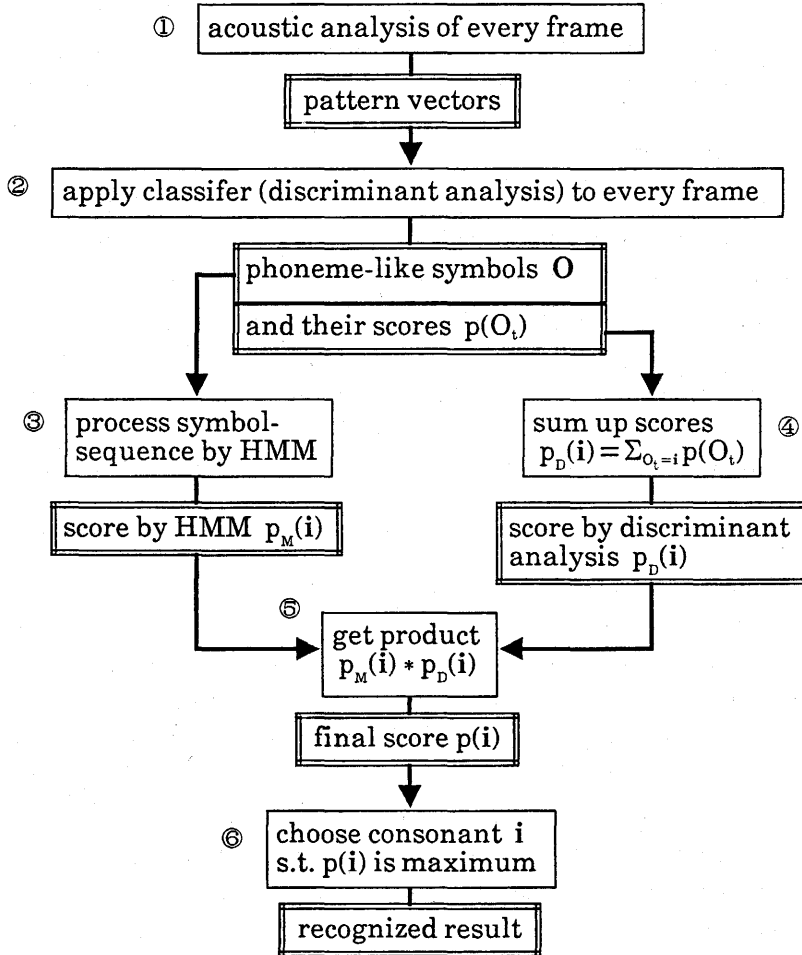 ① acoustic analysis of every frame
pattern vectors
② apply classifer (discriminant analysis) to every frame
phoneme-like symbols O
and their scores p(Oₜ)
③ process symbol-
sequence by HMM
score by HMM p_M(i)
sum up scores ④
p_D(i) = Σ_{Oₜ=i} p(Oₜ)
score by discriminant
analysis p_D(i)
⑤ get product
p_M(i) * p_D(i)
final score p(i)
⑥ choose consonant i
s.t. p(i) is maximum
recognized result